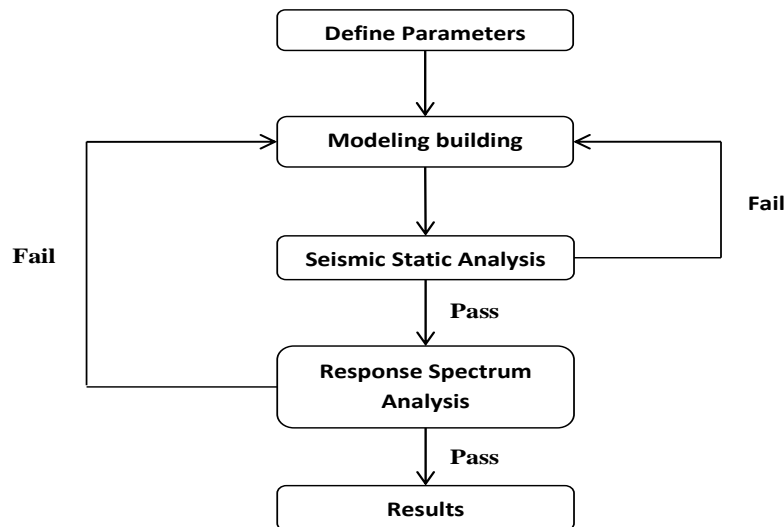 Define Parameters
Modeling building
Fail
Fail
Seismic Static Analysis
Pass
Response Spectrum
Analysis
Pass
Results